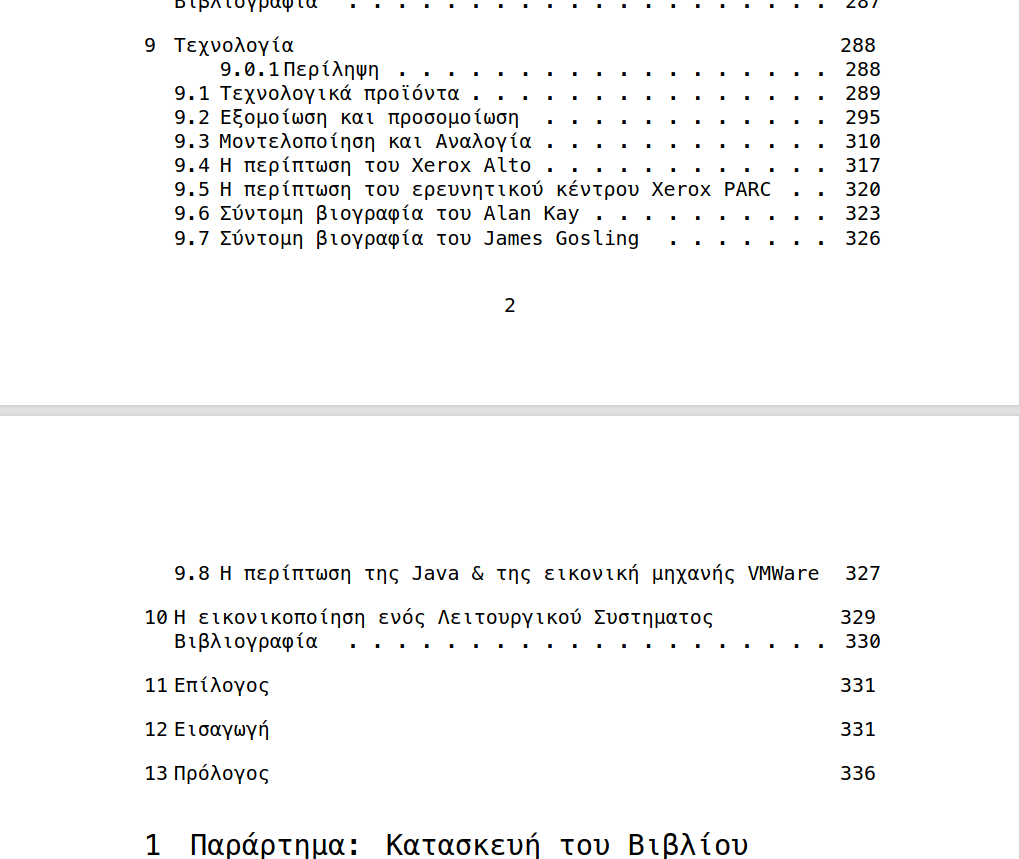 Βιβλιογραφία . . . . . . . . . . . . . . . . . . . . 287
9 Τεχνολογία 288
9.0.1 Περίληψη . . . . . . . . . . . . . . . . . . 288
9.1 Τεχνολογικά προϊόντα . . . . . . . . . . . . . . . 289
9.2 Εξομοίωση και προσομοίωση . . . . . . . . . . . . 295
9.3 Μοντελοποίηση και Αναλογία . . . . . . . . . . . . 310
9.4 Η περίπτωση του Xerox Alto . . . . . . . . . . . . 317
9.5 Η περίπτωση του ερευνητικού κέντρου Xerox PARC . . 320
9.6 Σύντομη βιογραφία του Alan Kay . . . . . . . . . . 323
9.7 Σύντομη βιογραφία του James Gosling . . . . . . . 326
2
9.8 Η περίπτωση της Java & της εικονική μηχανής VMWare 327
10 Η εικονικοποίηση ενός Λειτουργικού Συστηματος 329
Βιβλιογραφία . . . . . . . . . . . . . . . . . . . . 330
11 Επίλογος 331
12 Εισαγωγή 331
13 Πρόλογος 336
1 Παράρτημα: Κατασκευή του Βιβλίου